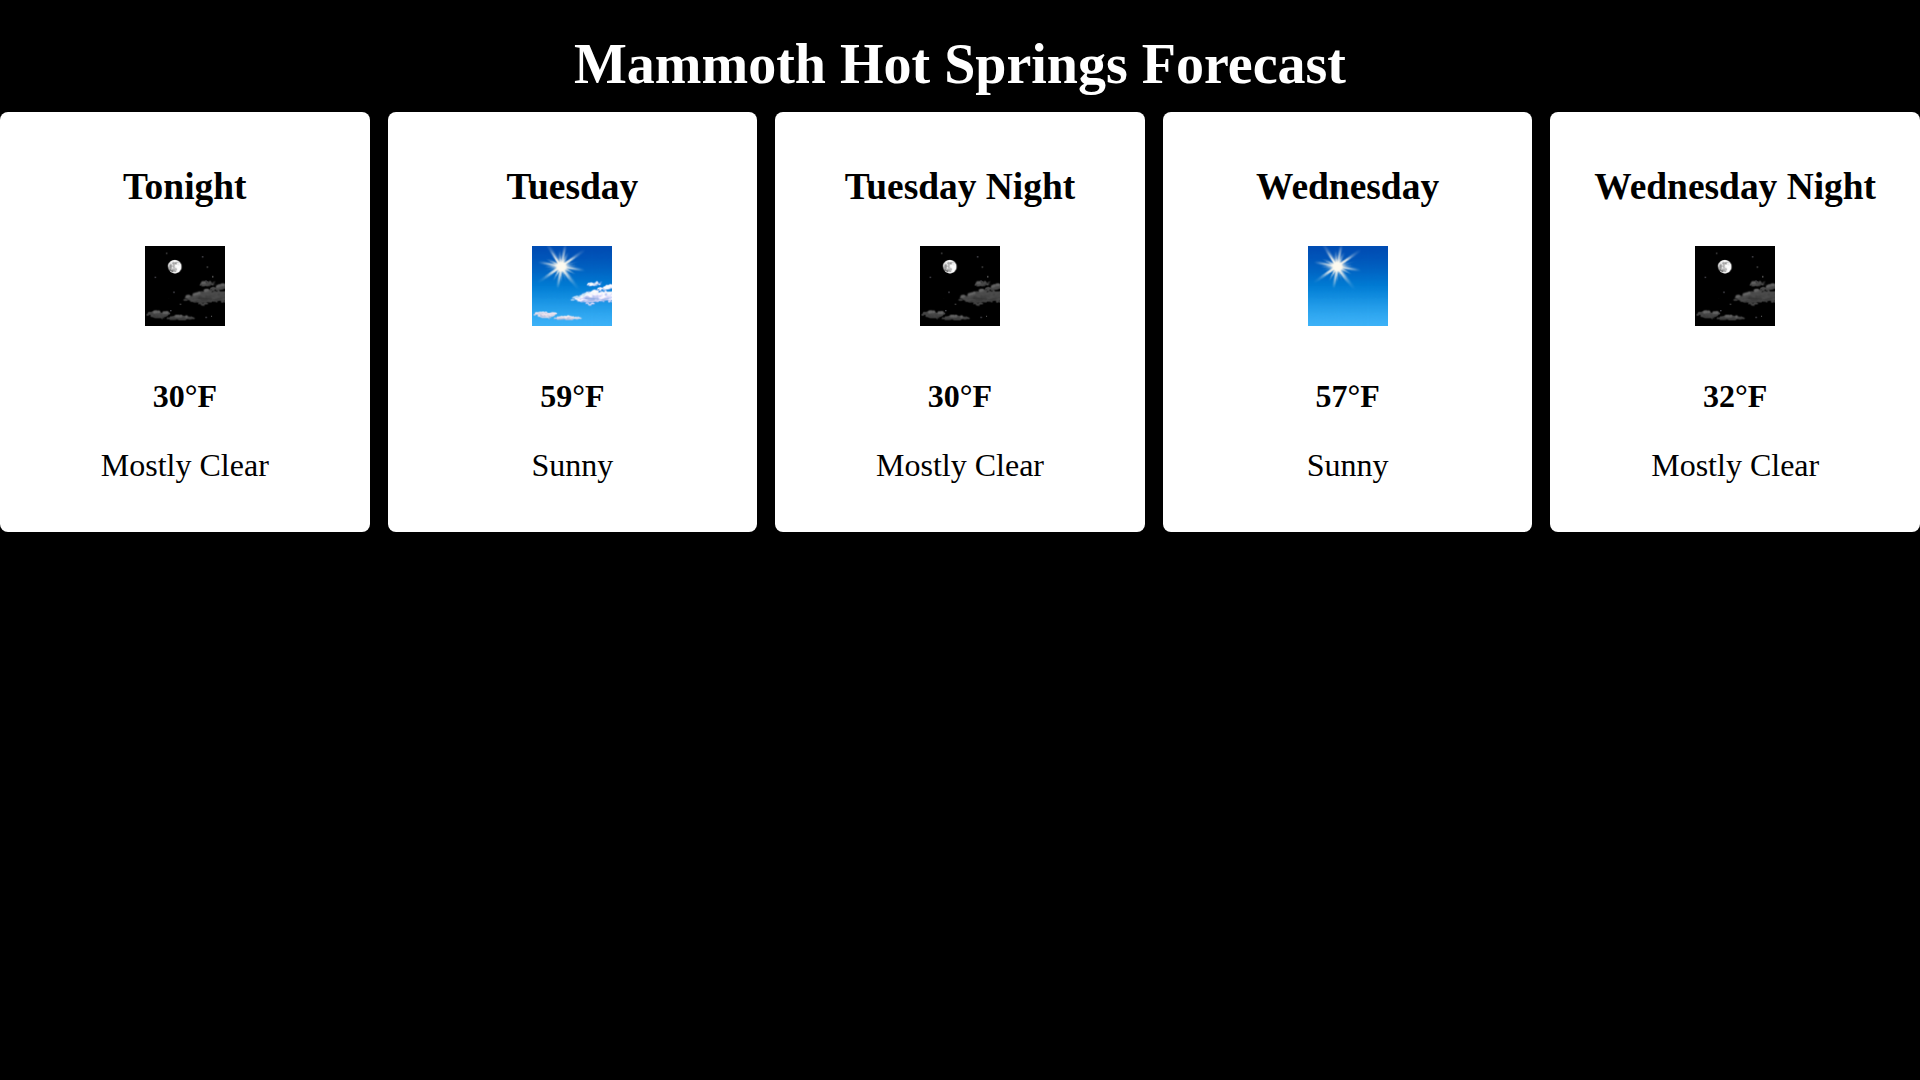 Mammoth Hot Springs Forecast
Tonight
30°F
Mostly Clear
Tuesday
59°F
Sunny
Tuesday Night
30°F
Mostly Clear
Wednesday
57°F
Sunny
Wednesday Night
32°F
Mostly Clear